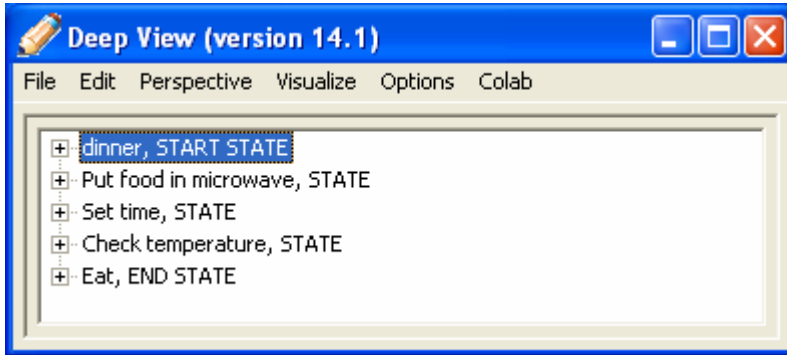 Deep View (version 14.1)
File Edit Perspective Visualize Options Colab
dinner, START STATE
Put food in microwave, STATE
Set time, STATE
Check temperature, STATE
Eat, END STATE